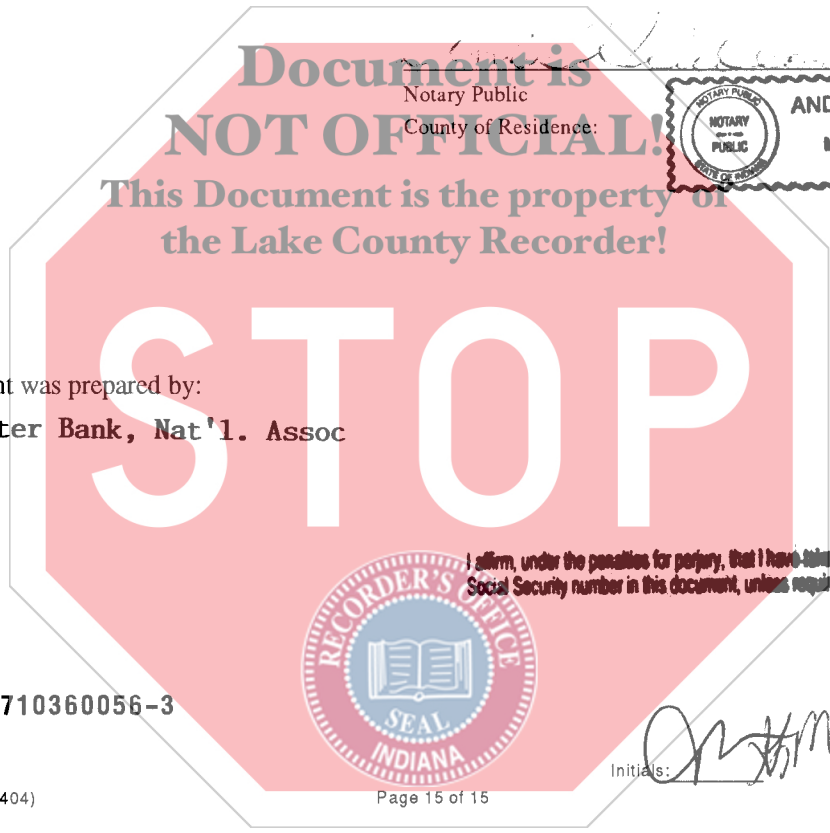 Document is
Notary Public
NOT OFFICIAL!
County of Residence:
NOTARY PUBLIC
NOTARY
PUBLIC
STATE OF INDIANA
AND
This Document is the property of
the Lake County Recorder!
STOP
nt was prepared by:
ter Bank, Nat'l. Assoc
I affirm, under the penalties for perjury, that I have taken
Social Security number in this document, unless requi
RECORDER'S OFFICE
SEAL
INDIANA
710360056-3
Initials:
404)
Page 15 of 15